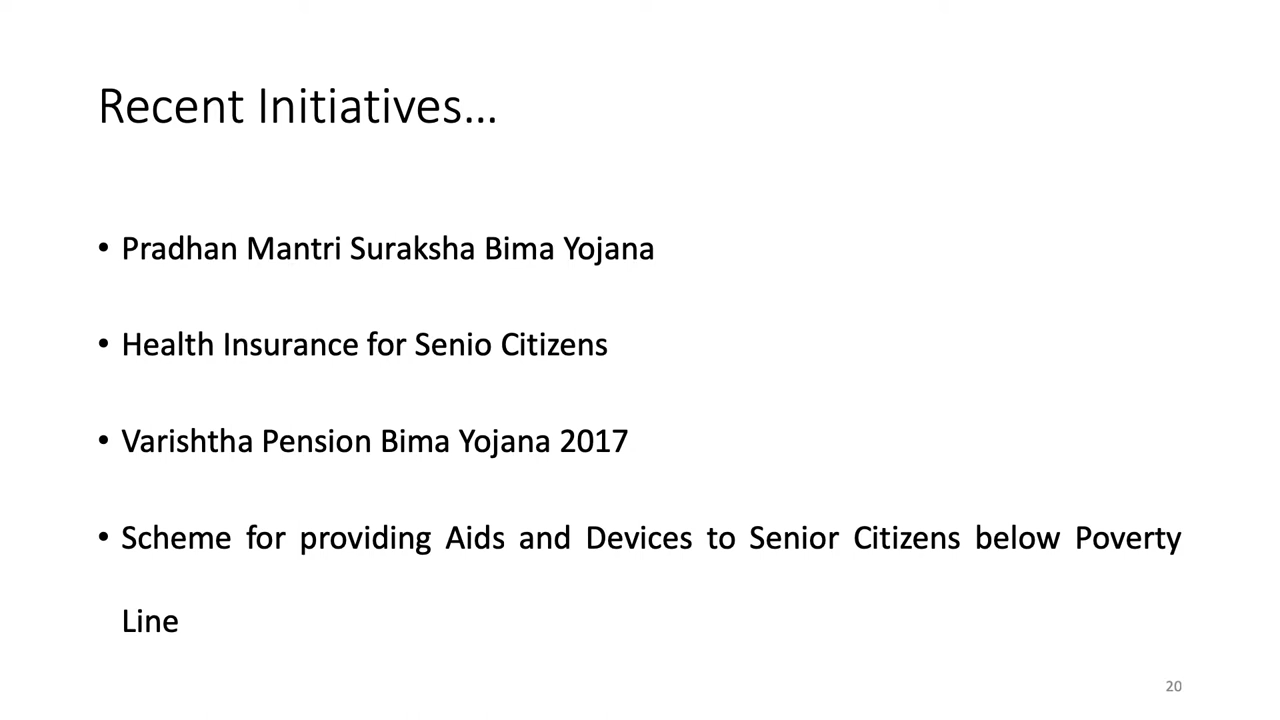 Recent Initiatives...
• Pradhan Mantri Suraksha Bima Yojana
• Health Insurance for Senio Citizens
• Varishtha Pension Bima Yojana 2017
• Scheme for providing Aids and Devices to Senior Citizens below Poverty
Line
20